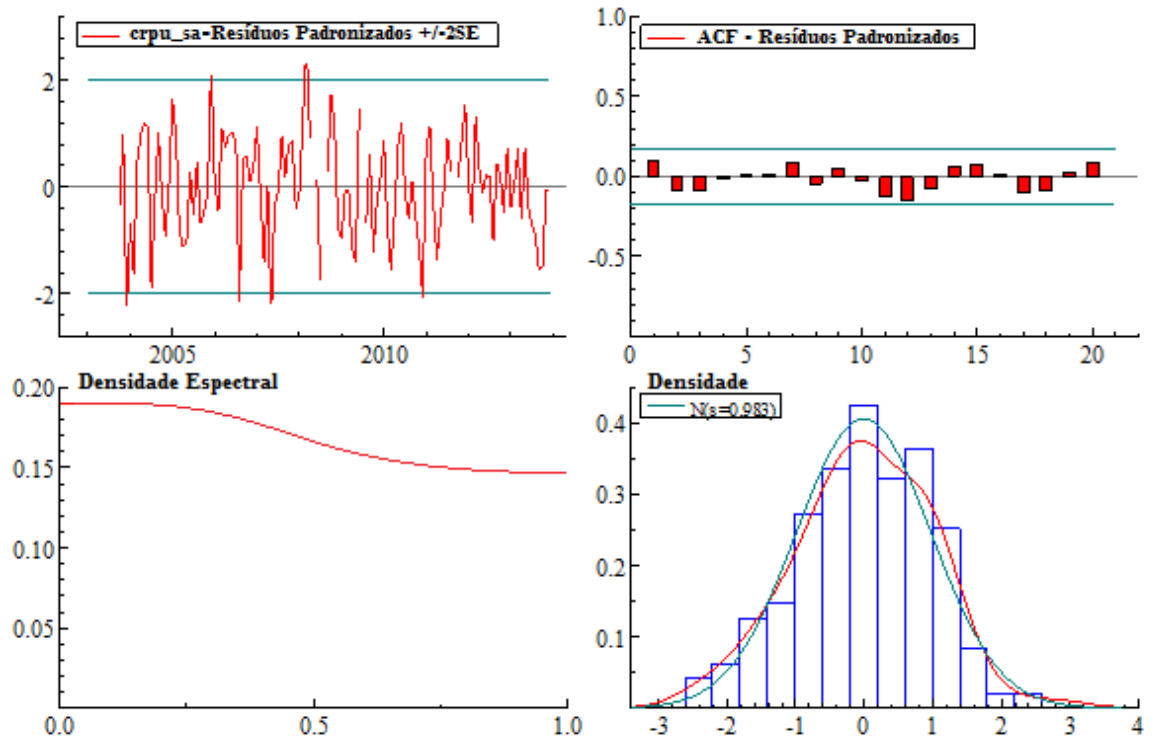 crpu_sa-Resíduos Padronizados +/-2SE
2
0
-2
2005 2010
ACF - Resíduos Padronizados
1.0
0.5
0.0
-0.5
0 5 10 15 20
Densidade Espectral
0.20
0.15
0.10
0.05
0.0 0.5 1.0
Densidade
N(s=0.983)
0.4
0.3
0.2
0.1
-3 -2 -1 0 1 2 3 4